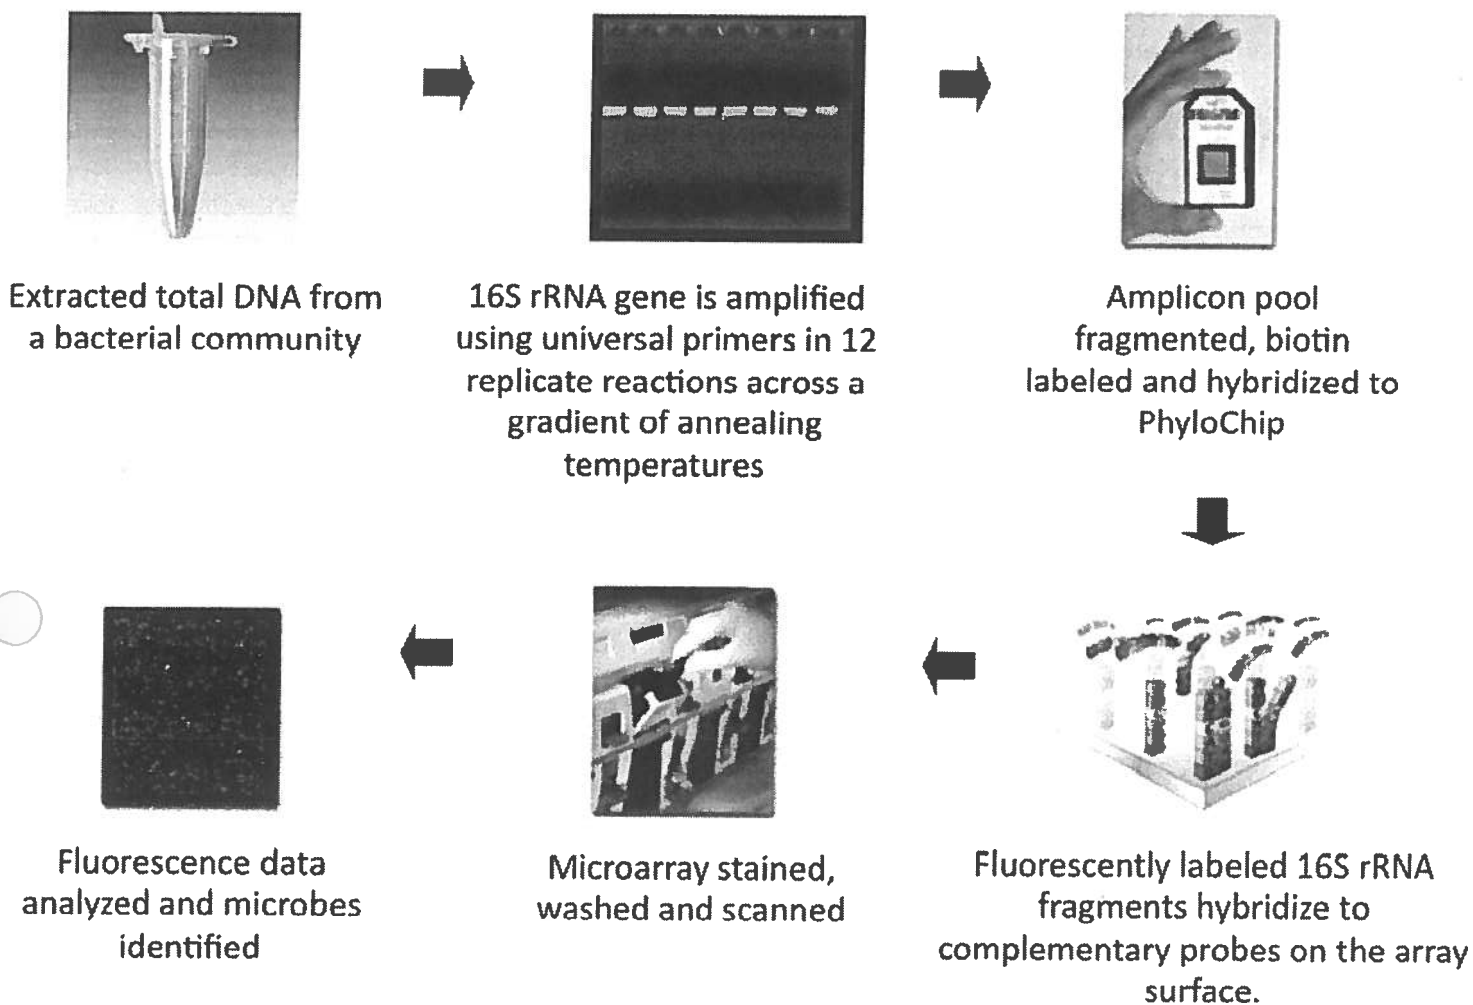 Extracted total DNA from
a bacterial community
16S rRNA gene is amplified
using universal primers in 12
replicate reactions across a
gradient of annealing
temperatures
Amplicon pool
fragmented, biotin
labeled and hybridized to
PhyloChip
Fluorescently labeled 16S rRNA
fragments hybridize to
complementary probes on the array
surface.
Microarray stained,
washed and scanned
Fluorescence data
analyzed and microbes
identified